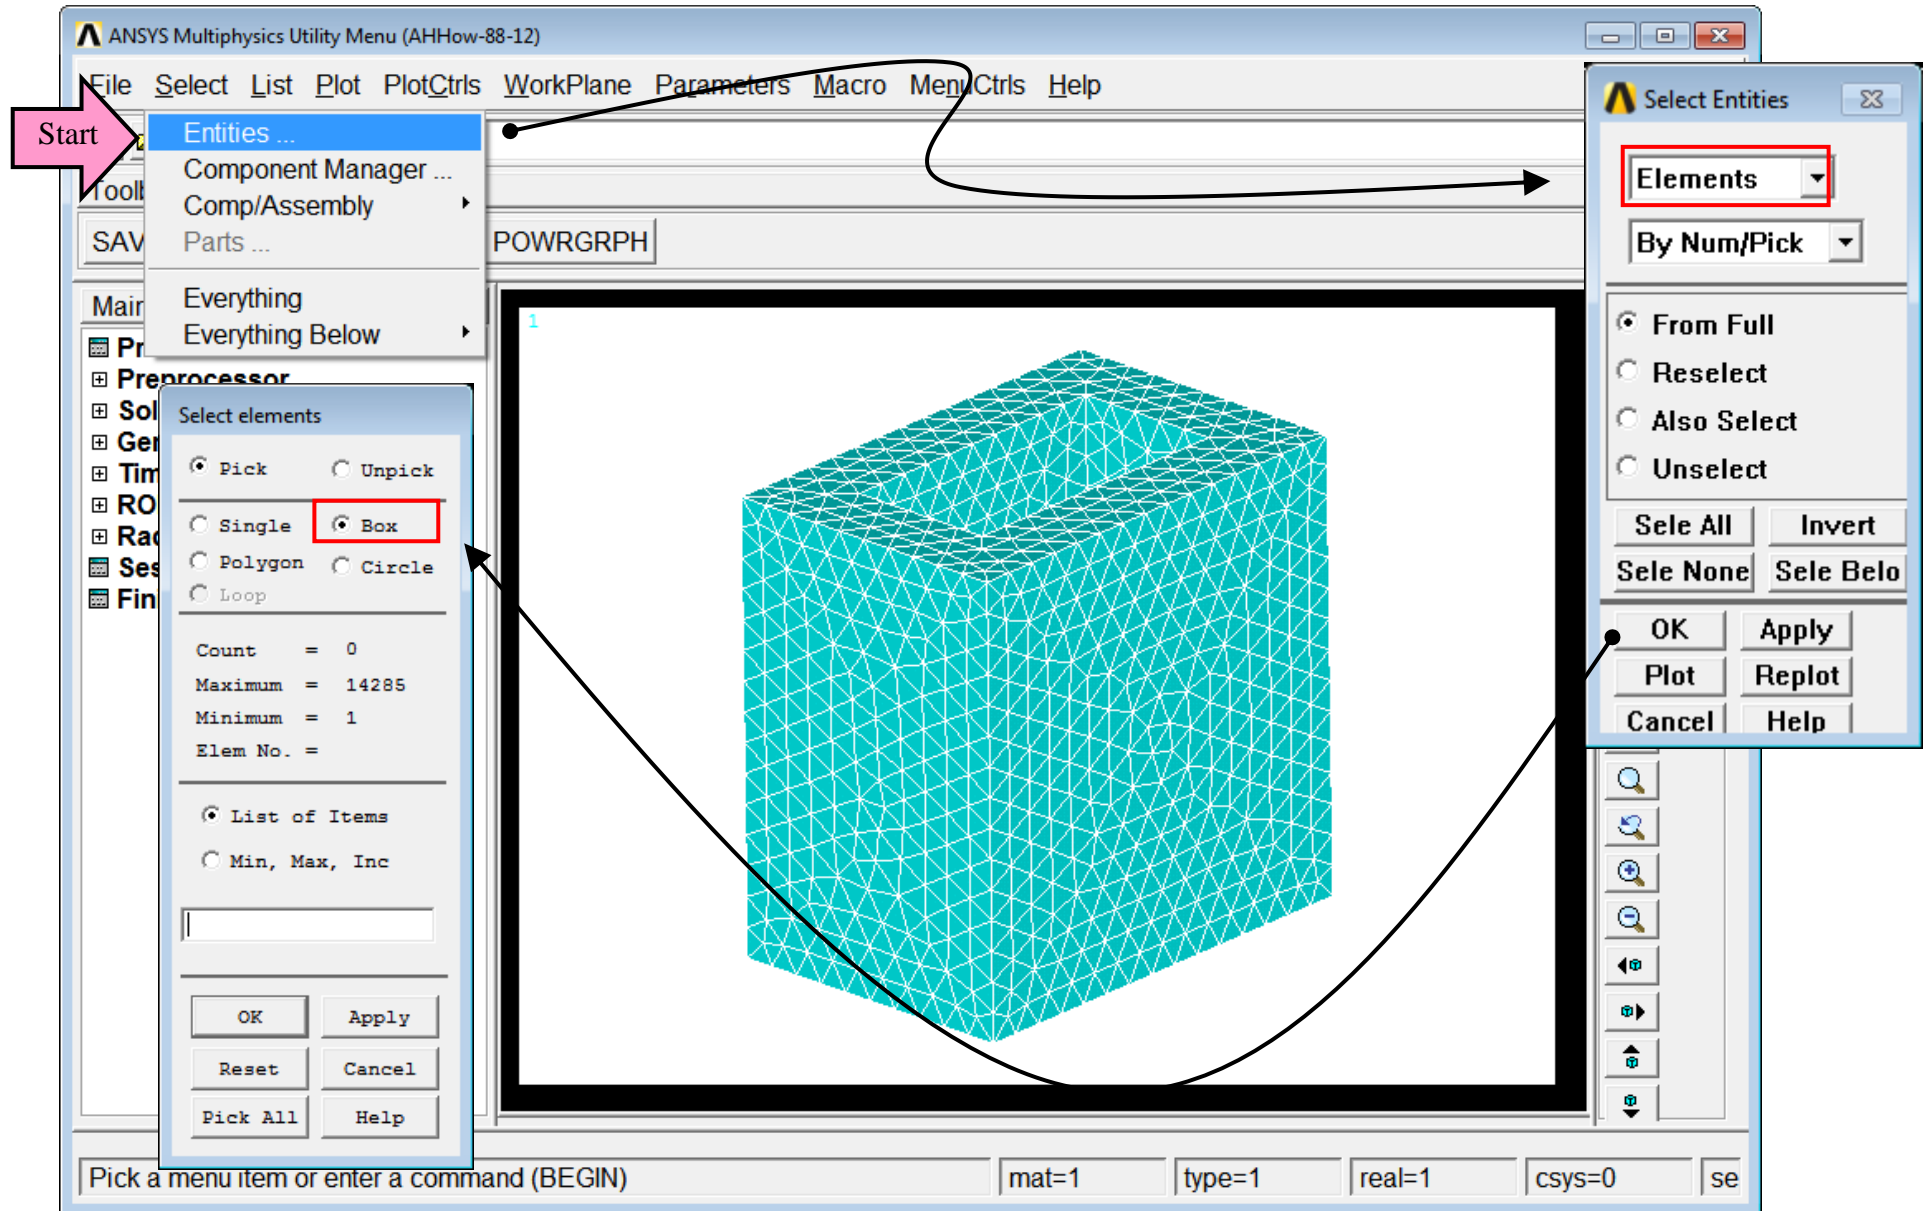 ANSYS Multiphysics Utility Menu (AHHow-88-12)
File Select List Plot PlotCtrls WorkPlane Parameters Macro MenuCtrls Help
Start
Entities ...
Component Manager ...
Comp/Assembly
Parts ...
Everything
Everything Below
Toolb
SAV
POWRGRPH
Main
Pr
Preprocessor
Sol
Gen
Tim
RO
Rad
Ses
Fin
1
Select elements
Pick Unpick
Single Box
Polygon Circle
Loop
Count = 0
Maximum = 14285
Minimum = 1
Elem No. =
List of Items
Min, Max, Inc
OK Apply
Reset Cancel
Pick All Help
Select Entities
Elements
By Num/Pick
From Full
Reselect
Also Select
Unselect
Sele All Invert
Sele None Sele Belo
OK Apply
Plot Replot
Cancel Help
Pick a menu item or enter a command (BEGIN) mat=1 type=1 real=1 csys=0 se